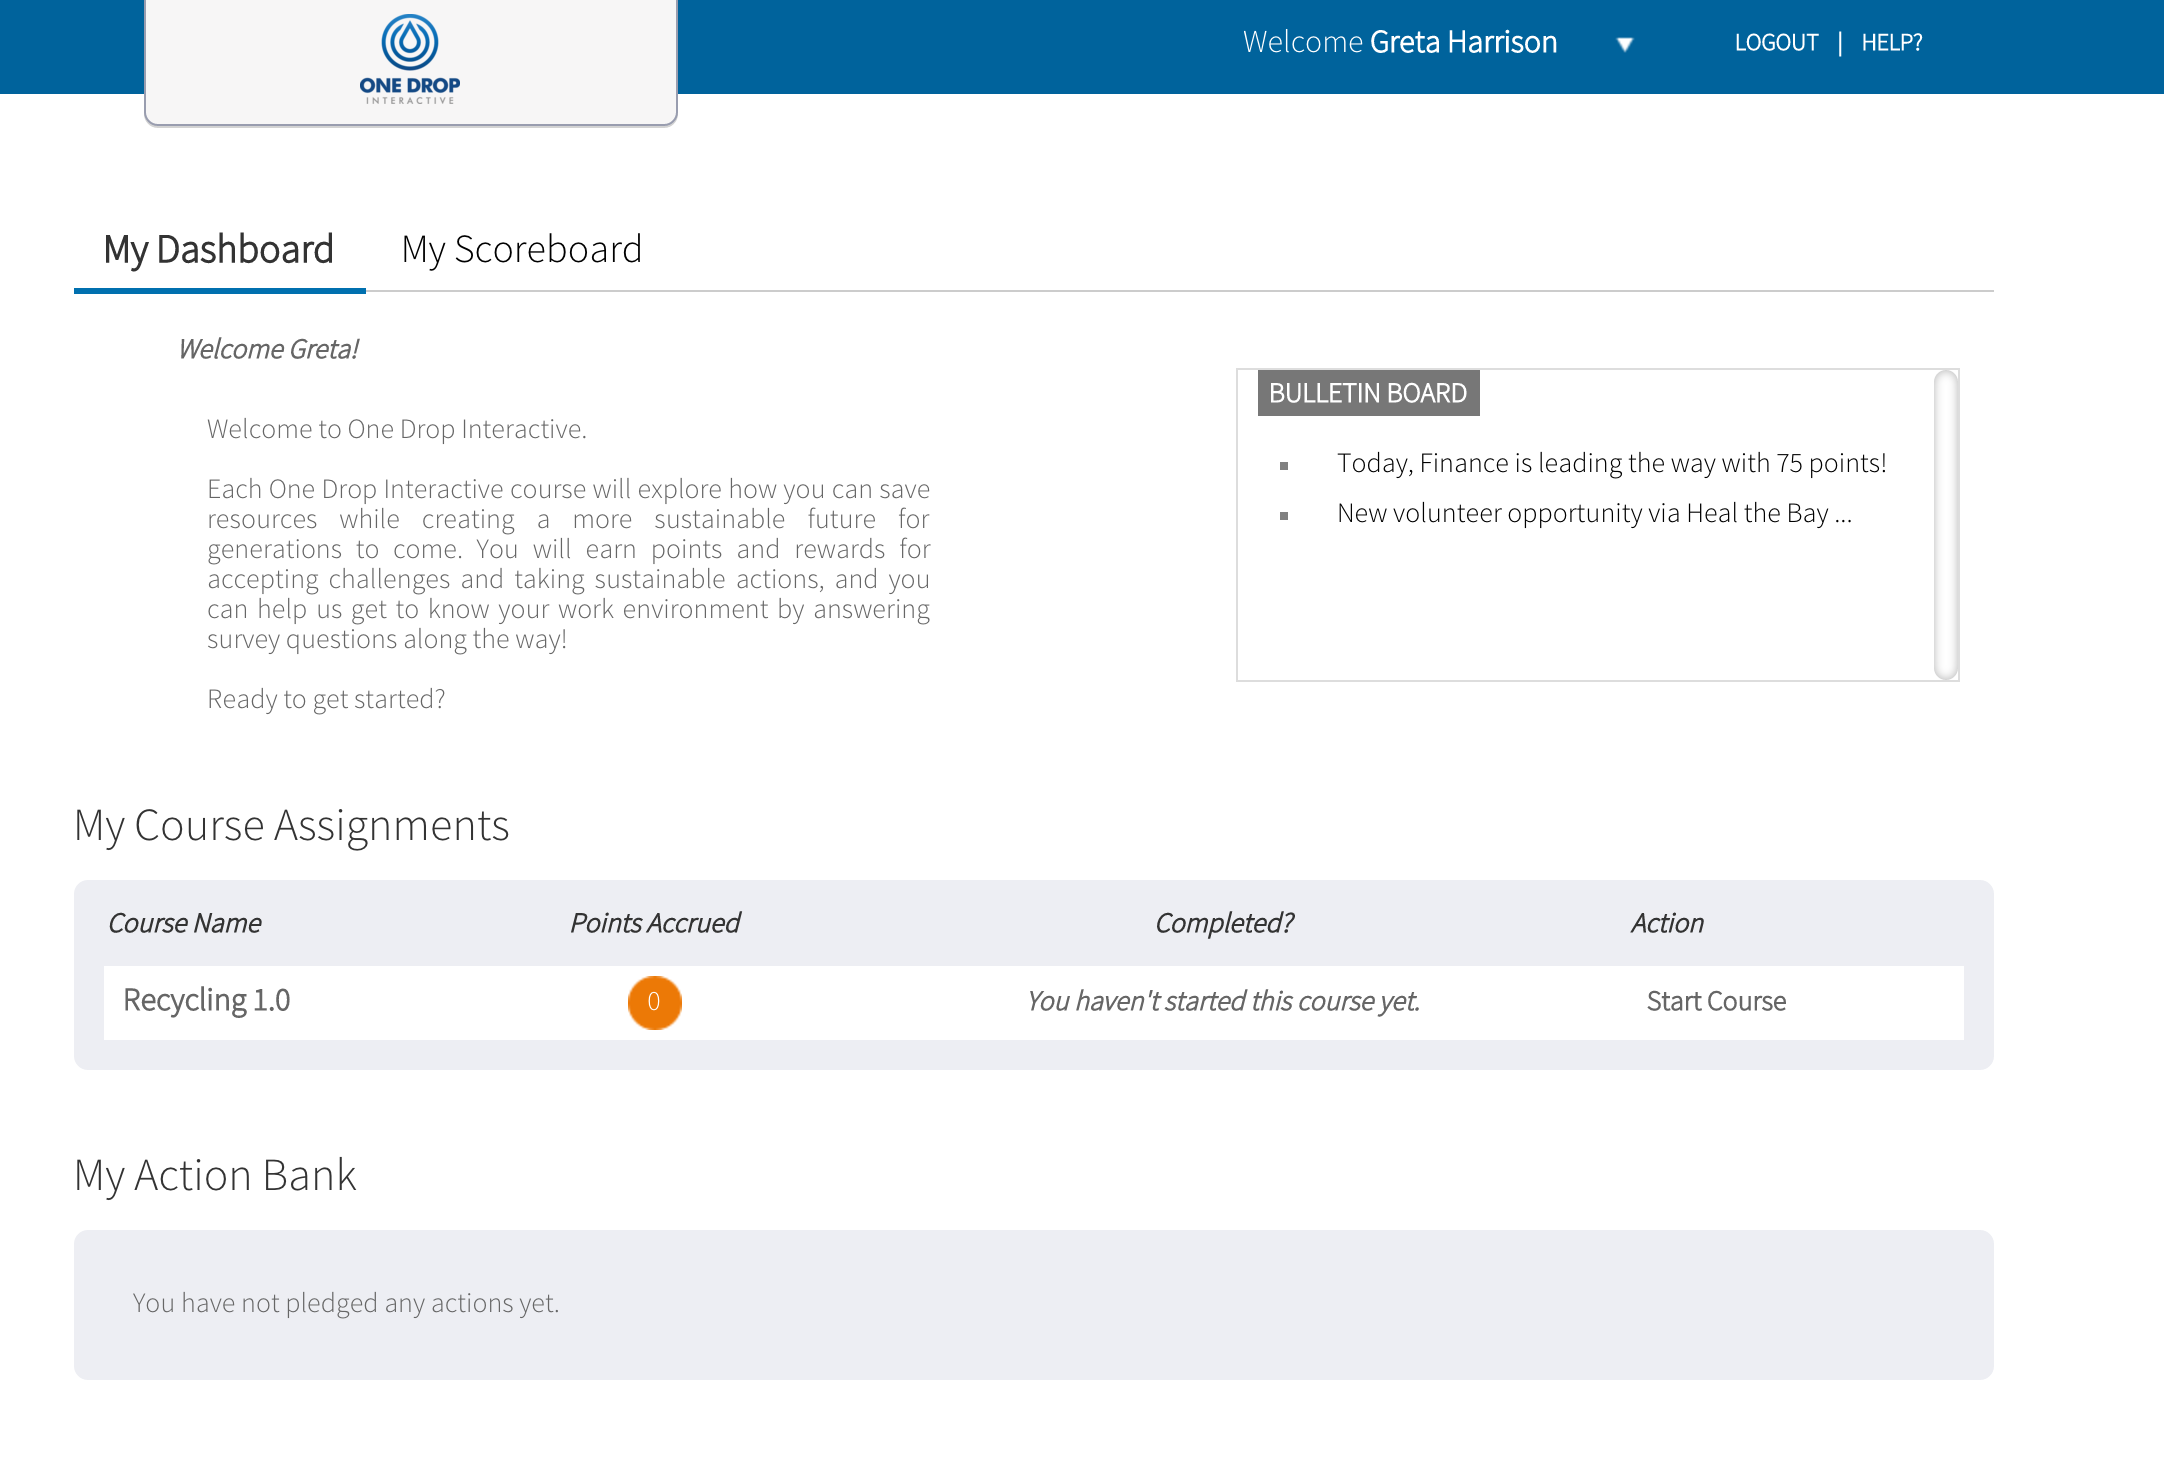 ONE DROP
INTERACTIVE
Welcome Greta Harrison
LOGOUT | HELP?
My Dashboard
My Scoreboard
Welcome Greta!
Welcome to One Drop Interactive.
Each One Drop Interactive course will explore how you can save
resources while creating a more sustainable future for
generations to come. You will earn points and rewards for
accepting challenges and taking sustainable actions, and you
can help us get to know your work environment by answering
survey questions along the way!
Ready to get started?
BULLETIN BOARD
Today, Finance is leading the way with 75 points!
New volunteer opportunity via Heal the Bay ...
My Course Assignments
Course Name Points Accrued Completed? Action
Recycling 1.0 0 You haven't started this course yet. Start Course
My Action Bank
You have not pledged any actions yet.